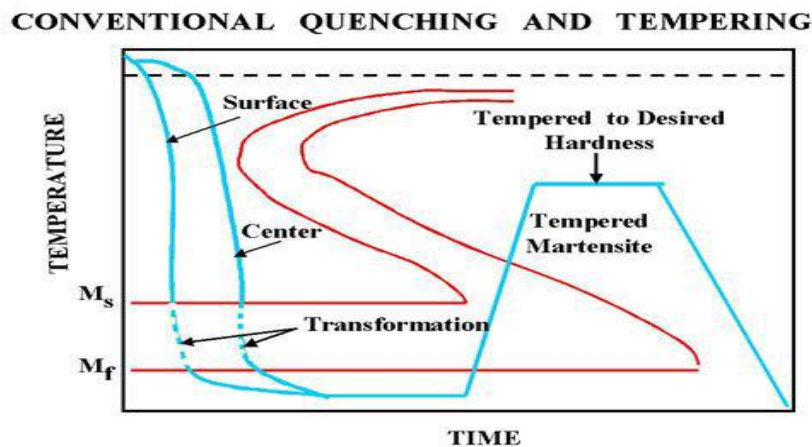 CONVENTIONAL QUENCHING AND TEMPERING
TEMPERATURE
Surface
Tempered to Desired
Hardness
Center
Tempered
Martensite
Ms
Transformation
Mf
TIME